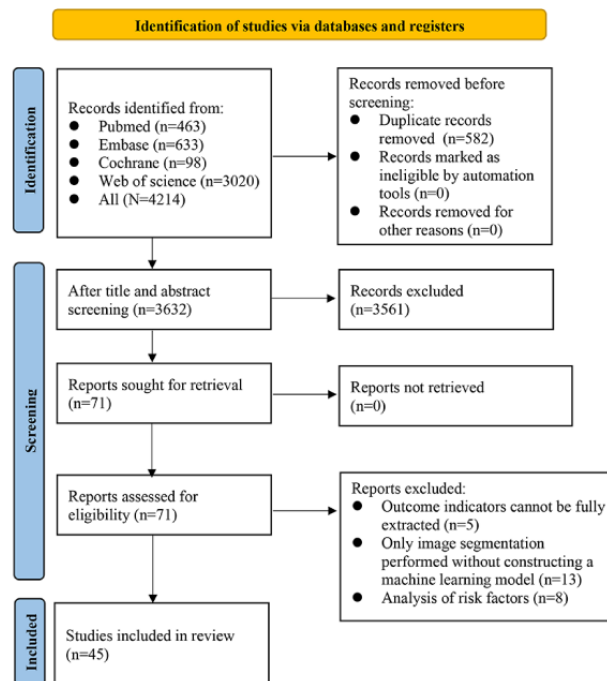 Identification of studies via databases and registers
Identification
Records identified from:
● Pubmed (n=463)
● Embase (n=633)
● Cochrane (n=98)
● Web of science (n=3020)
● All (N=4214)
Records removed before
screening:
● Duplicate records
removed (n=582)
● Records marked as
ineligible by automation
tools (n=0)
● Records removed for
other reasons (n=0)
Screening
After title and abstract
screening (n=3632)
Records excluded
(n=3561)
Reports sought for retrieval
(n=71)
Reports not retrieved
(n=0)
Reports assessed for
eligibility (n=71)
Reports excluded:
● Outcome indicators cannot be fully
extracted (n=5)
● Only image segmentation
performed without constructing a
machine learning model (n=13)
● Analysis of risk factors (n=8)
Included
Studies included in review
(n=45)